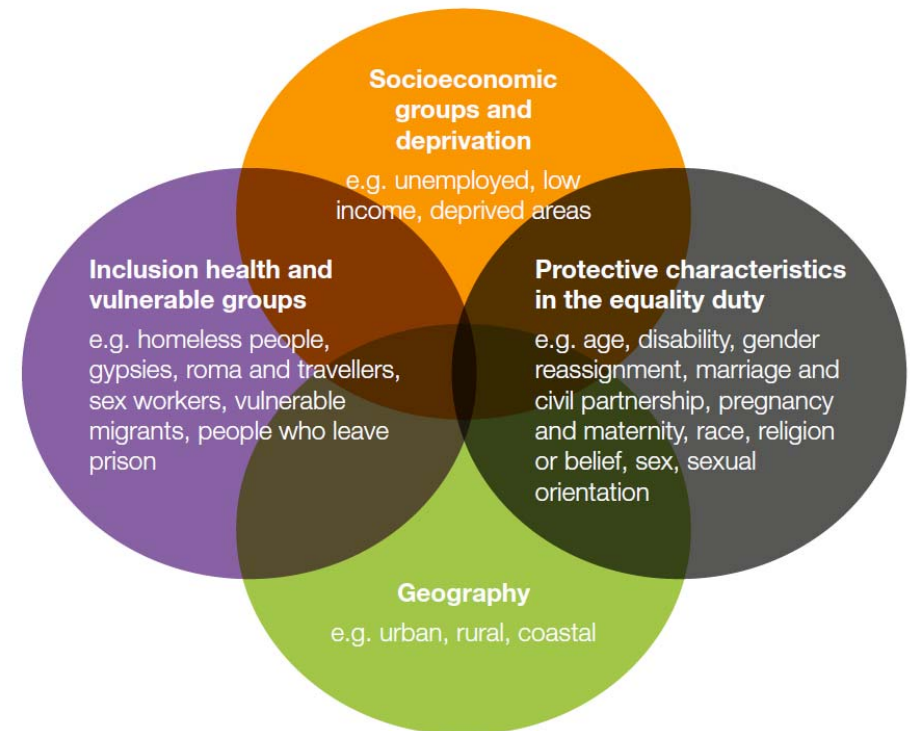 Socioeconomic
groups and
deprivation
e.g. unemployed, low
income, deprived areas
Inclusion health and
vulnerable groups
e.g. homeless people,
gypsies, roma and travellers,
sex workers, vulnerable
migrants, people who leave
prison
Protective characteristics
in the equality duty
e.g. age, disability, gender
reassignment, marriage and
civil partnership, pregnancy
and maternity, race, religion
or belief, sex, sexual
orientation
Geography
e.g. urban, rural, coastal